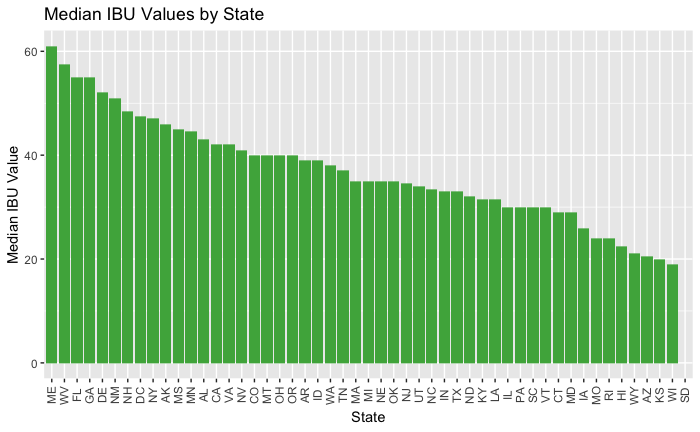 Median IBU Values by State
Median IBU Value
60
40
20
0
ME WV FL GA DE NM NH DC NY AK MS MN AL CA VA NV CO MT OH OR AR ID WA TN MA MI NE OK NJ UT NC IN TX ND KY LA IL PA SC VT CT MD IA MO RI HI WY AZ KS WI SD
State